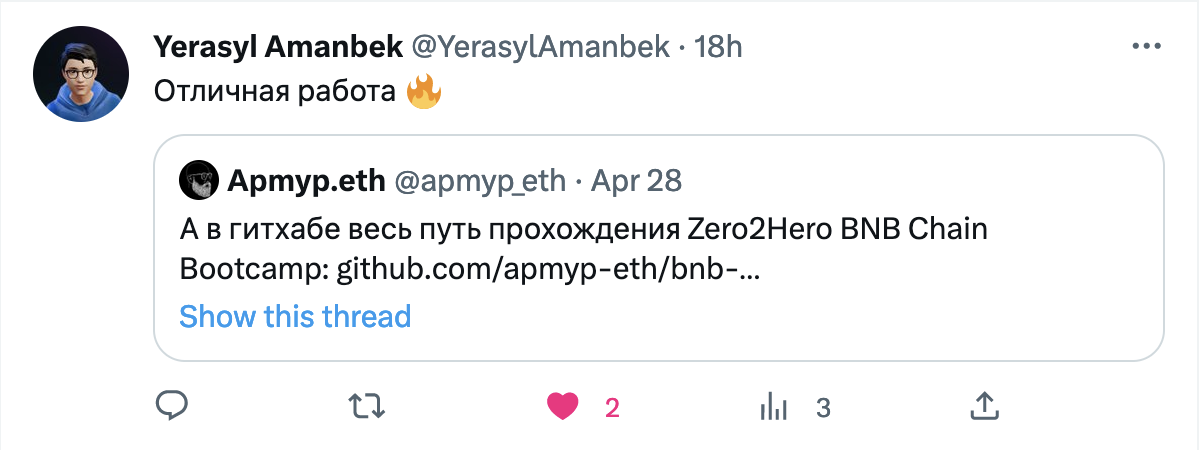 Yerasyl Amanbek @YerasylAmanbek · 18h
Отличная работа 🔥
Apmyp.eth @apmyp_eth · Apr 28
А в гитхабе весь путь прохождения Zero2Hero BNB Chain
Bootcamp: github.com/apmyp-eth/bnb-...
Show this thread
2 3